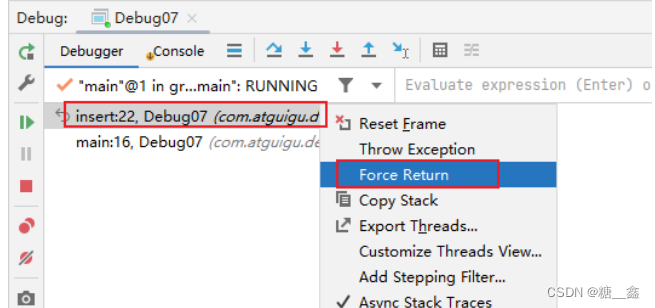 Debug: Debug07 ×
Debugger Console
"main"@1 in gr...main": RUNNING Evaluate expression (Enter) o
insert:22, Debug07 (com.atguigu.d
main:16, Debug07 (com.atguigu.de
Reset Frame
Throw Exception
Force Return
Copy Stack
Export Threads...
Customize Threads View...
Add Stepping Filter...
Async Stack Traces
CSDN @糖__鑫